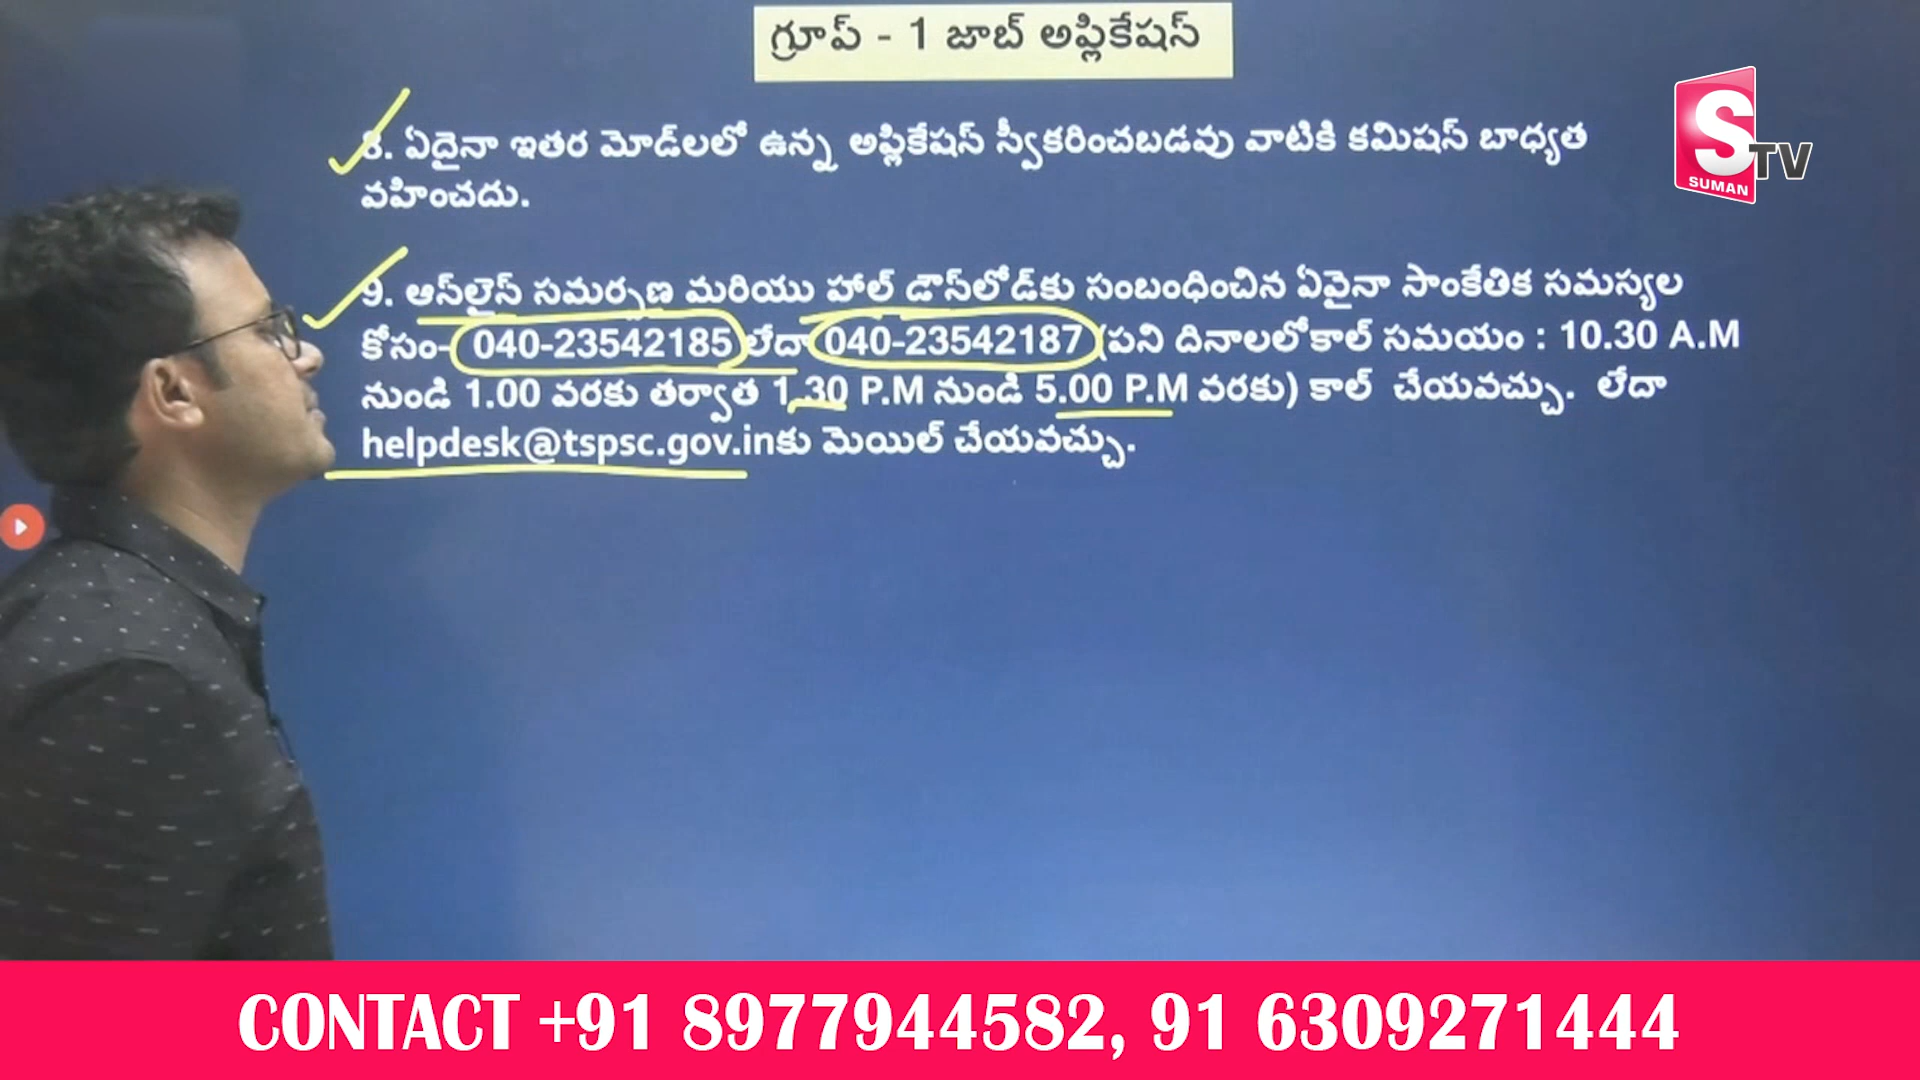 గ్రూప్ - 1 జాబ్ అప్లికేషన్
8. ఏదైనా ఇతర మోడ్‌లలో ఉన్న అప్లికేషన్ స్వీకరించబడవు వాటికి కమిషన్ బాధ్యత
వహించదు.
9. ఆన్‌లైన్ సమర్పణ మరియు హాల్ డౌన్‌లోడ్‌కు సంబంధించిన ఏవైనా సాంకేతిక సమస్యల
కోసం- 040-23542185 లేదా 040-23542187 (పని దినాలలోకాల్ సమయం : 10.30 A.M
నుండి 1.00 వరకు తర్వాత 1.30 P.M నుండి 5.00 P.M వరకు) కాల్ చేయవచ్చు. లేదా
helpdesk@tspsc.gov.inకు మెయిల్ చేయవచ్చు.
S TV
SUMAN
CONTACT +91 8977944582, 91 6309271444